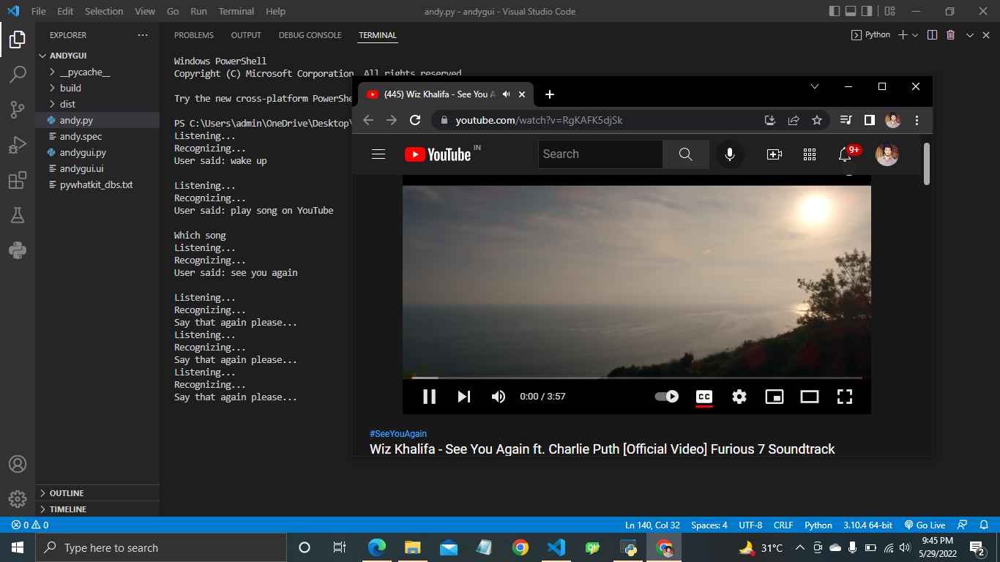 File Edit Selection View Go Run Terminal Help
andy.py - andygui - Visual Studio Code
EXPLORER
ANDYGUI
__pycache__
build
dist
andy.py
andy.spec
andygui.py
andygui.ui
pywhatkit_dbs.txt
OUTLINE
TIMELINE
PROBLEMS OUTPUT DEBUG CONSOLE TERMINAL
Python
Windows PowerShell
Copyright (C) Microsoft Corporation. All rights reserved
Try the new cross-platform
PS C:\Users\admin\OneDrive\Desktop\
Listening...
Recognizing...
User said: wake up
Listening...
Recognizing...
User said: play song on YouTube
Which song
Listening...
Recognizing...
User said: see you again
Listening...
Recognizing...
Say that again please...
Listening...
Recognizing...
Say that again please...
Listening...
Recognizing...
Say that again please...
(445) Wiz Khalifa - See You
youtube.com/watch?v=RgKAFK5djSk
YouTube IN
Search
9+
0:00 / 3:57
CC
#SeeYouAgain
Wiz Khalifa - See You Again ft. Charlie Puth [Official Video] Furious 7 Soundtrack
0 0
Ln 140, Col 32 Spaces: 4 UTF-8 CRLF Python 3.10.4 64-bit Go Live
Type here to search
31°C
9:45 PM
5/29/2022
2